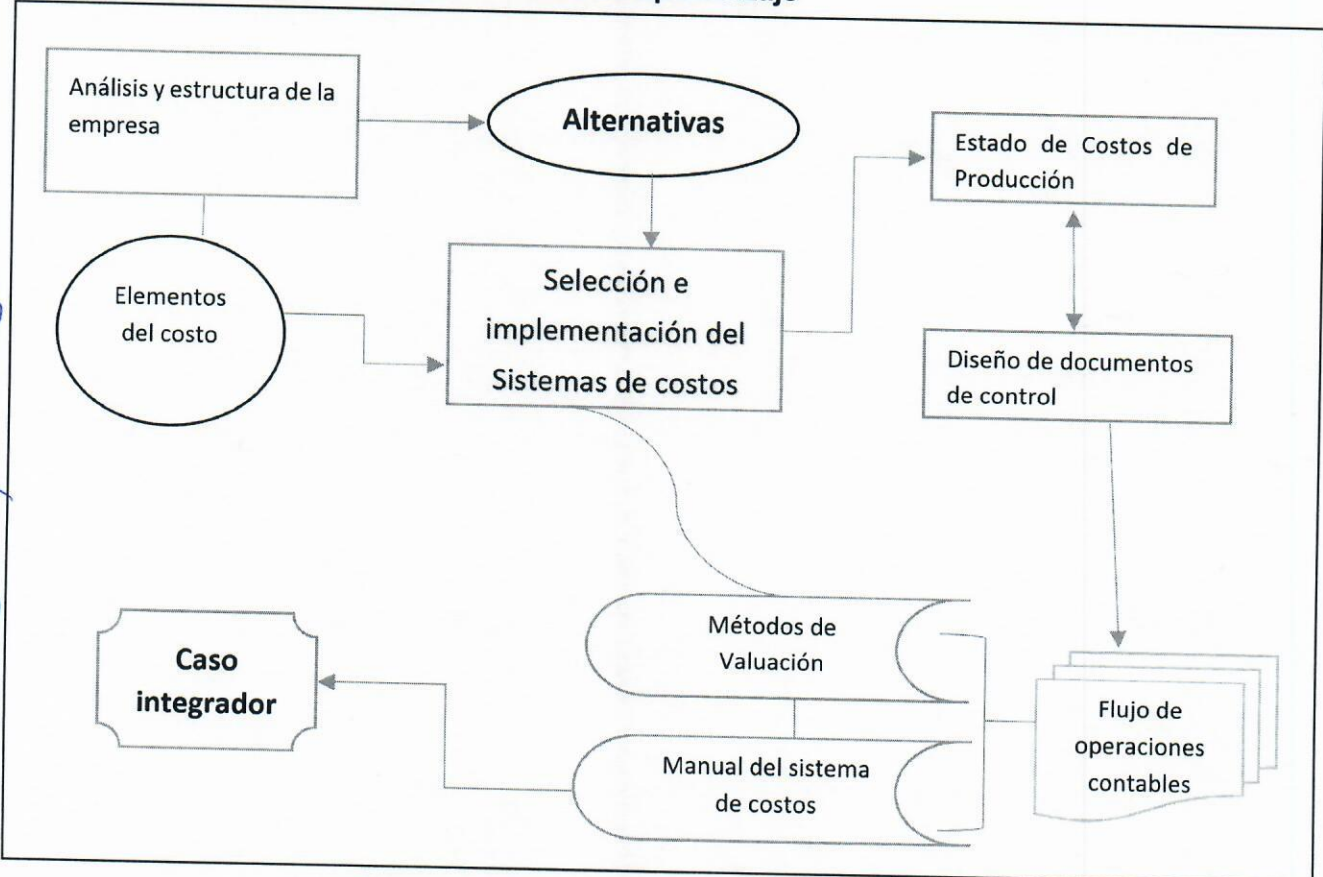 Análisis y estructura de la
empresa
Alternativas
Estado de Costos de
Producción
Elementos
del costo
Selección e
implementación del
Sistemas de costos
Diseño de documentos
de control
Métodos de
Valuación
Caso
integrador
Flujo de
operaciones
contables
Manual del sistema
de costos